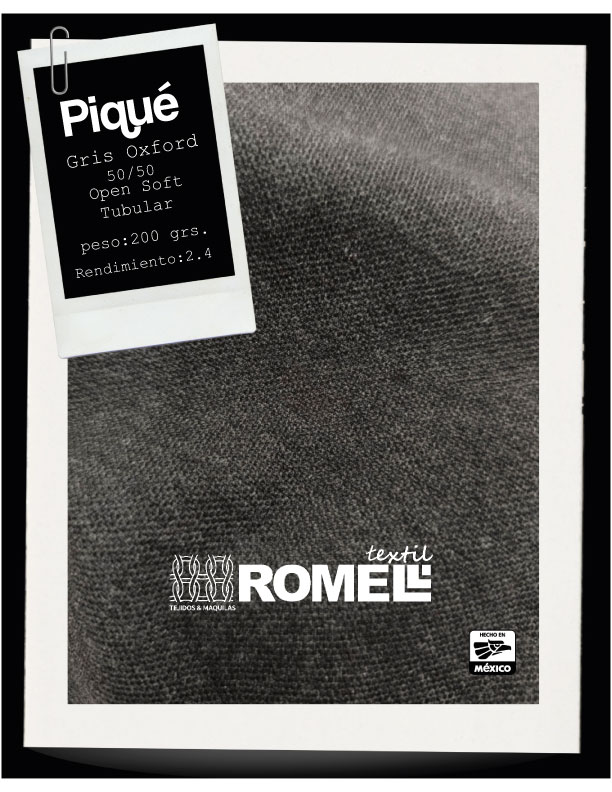 Piqué
Gris Oxford
50/50
Open Soft
Tubular
peso:200 grs.
Rendimiento:2.4
textil
ROMELLI
TEJIDOS & MAQUILAS
HECHO EN
MÉXICO